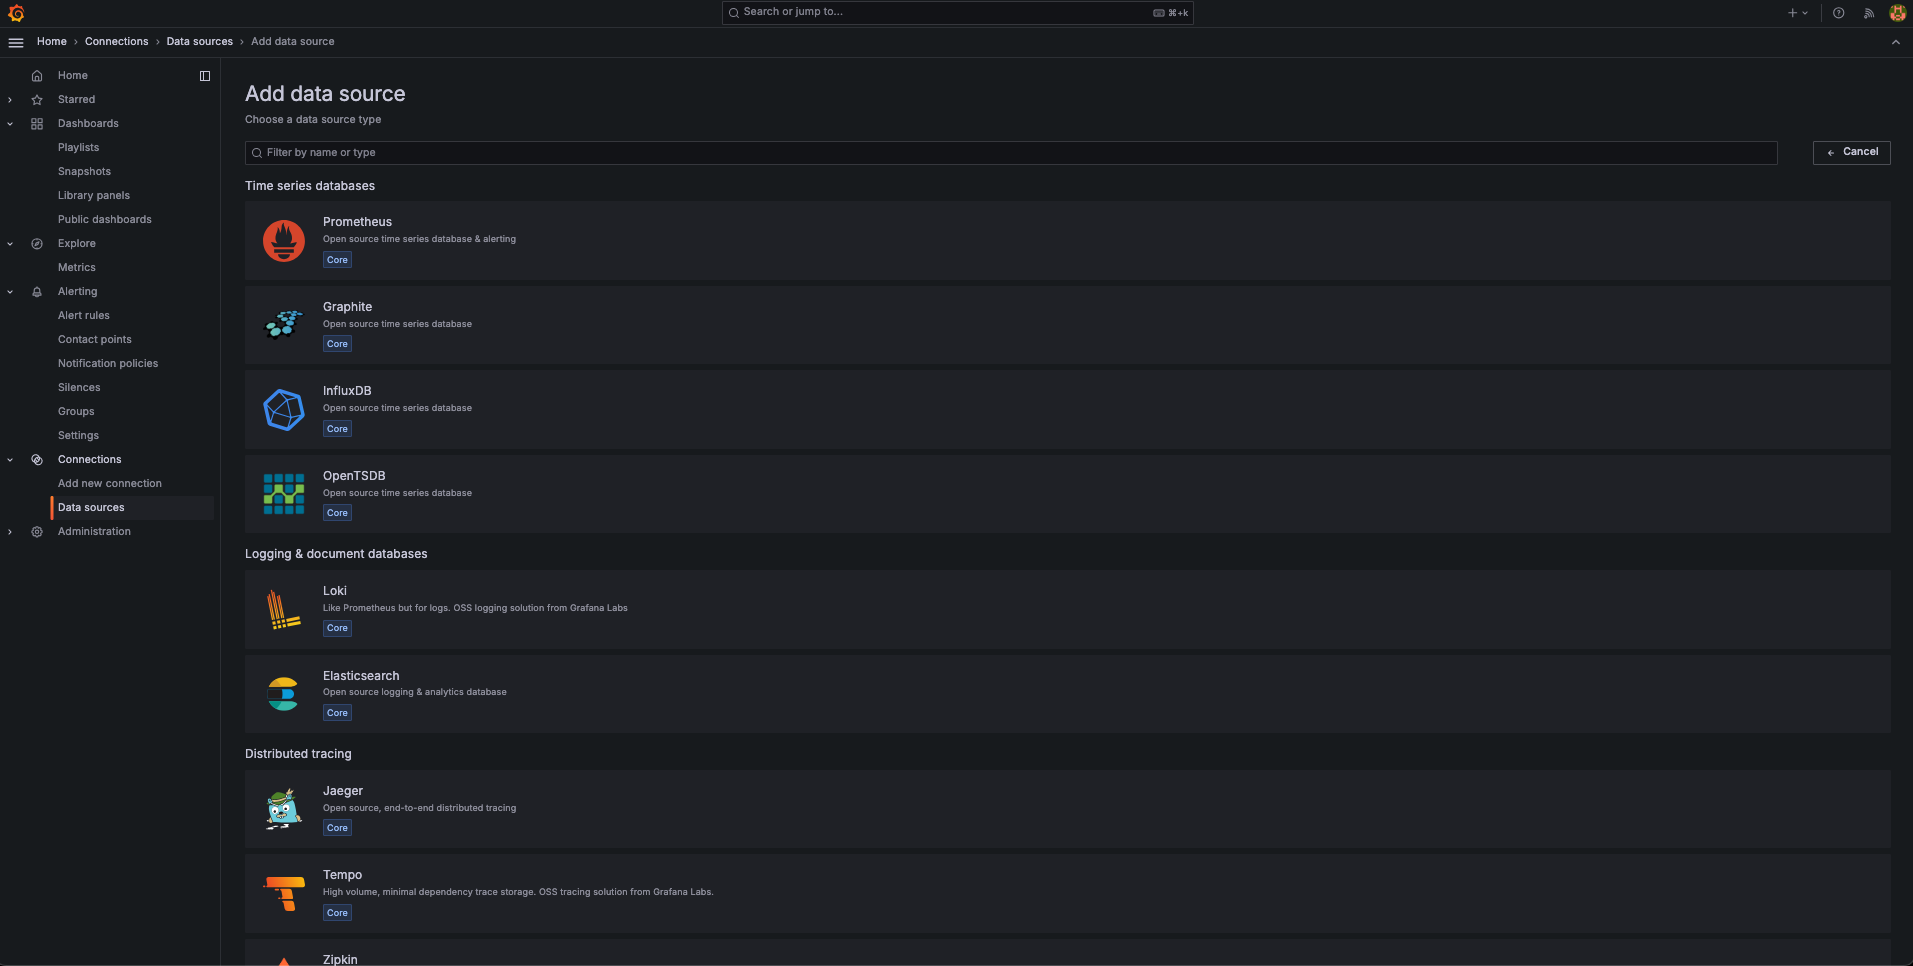 Search or jump to...
⌘+k
Home › Connections › Data sources › Add data source
Home
Starred
Dashboards
Playlists
Snapshots
Library panels
Public dashboards
Explore
Metrics
Alerting
Alert rules
Contact points
Notification policies
Silences
Groups
Settings
Connections
Add new connection
Data sources
Administration
Add data source
Choose a data source type
Filter by name or type
Cancel
Time series databases
Prometheus
Open source time series database & alerting
Core
Graphite
Open source time series database
Core
InfluxDB
Open source time series database
Core
OpenTSDB
Open source time series database
Core
Logging & document databases
Loki
Like Prometheus but for logs. OSS logging solution from Grafana Labs
Core
Elasticsearch
Open source logging & analytics database
Core
Distributed tracing
Jaeger
Open source, end-to-end distributed tracing
Core
Tempo
High volume, minimal dependency trace storage. OSS tracing solution from Grafana Labs.
Core
Zipkin